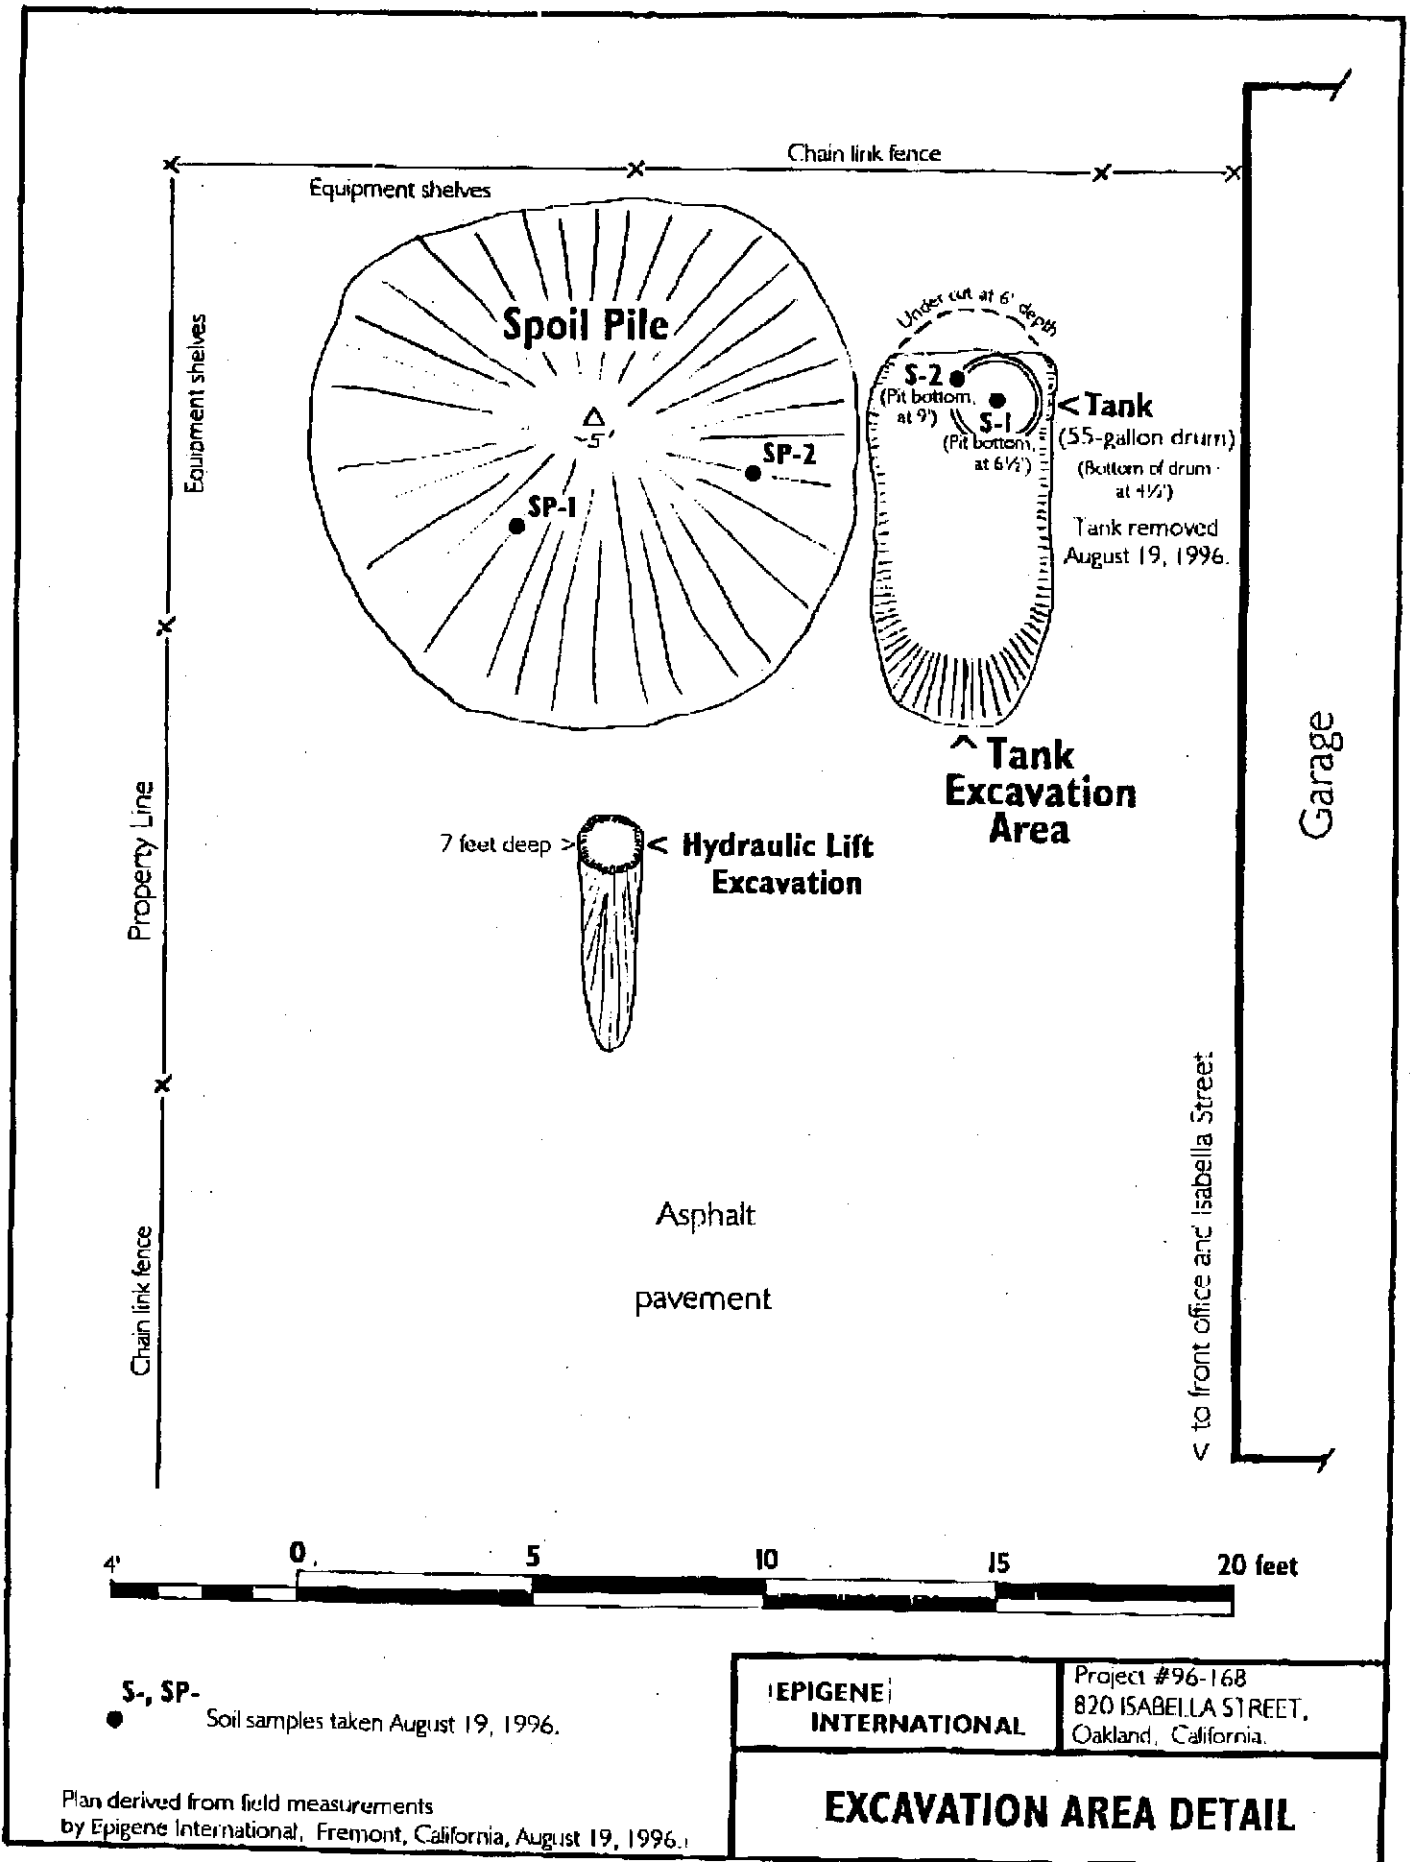 Chain link fence
Equipment shelves
Equipment shelves
Under cut at 6' depth
Spoil Pile
~5'
SP-2
SP-1
S-2
(Pit bottom,
at 9')
S-1
(Pit bottom,
at 6½')
< Tank
(55-gallon drum)
(Bottom of drum
at 4½')
Tank removed
August 19, 1996.
^ Tank
Excavation
Area
Garage
Property Line
7 feet deep >
< Hydraulic Lift
Excavation
Chain link fence
Asphalt
pavement
< to front office and Isabella Street
4' 0 5 10 15 20 feet
S-, SP-
Soil samples taken August 19, 1996.
Plan derived from field measurements
by Epigene International, Fremont, California, August 19, 1996.
EPIGENE
INTERNATIONAL
Project #96-168
820 ISABELLA STREET,
Oakland, California.
EXCAVATION AREA DETAIL